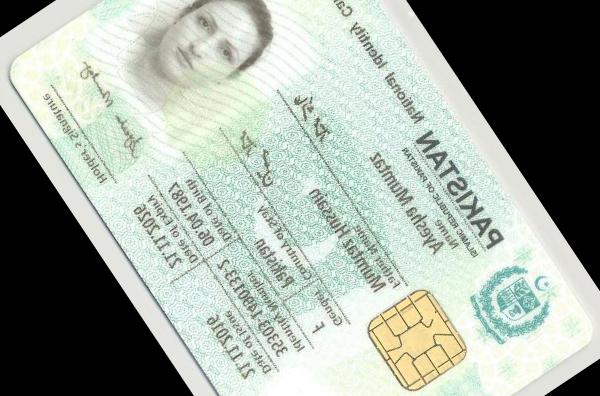 PAKISTAN National Identity
ISLAMIC REPUBLIC OF PAKISTAN
Name
Ayesha Mumtaz
Father Name
Mumtaz Hussain
Gender
F
Country of Stay
Pakistan
Identity Number
35303-1490133-2
Date of Birth
06.04.1987
Date of Issue
21.11.2016
Date of Expiry
21.11.2026
Holder's Signature